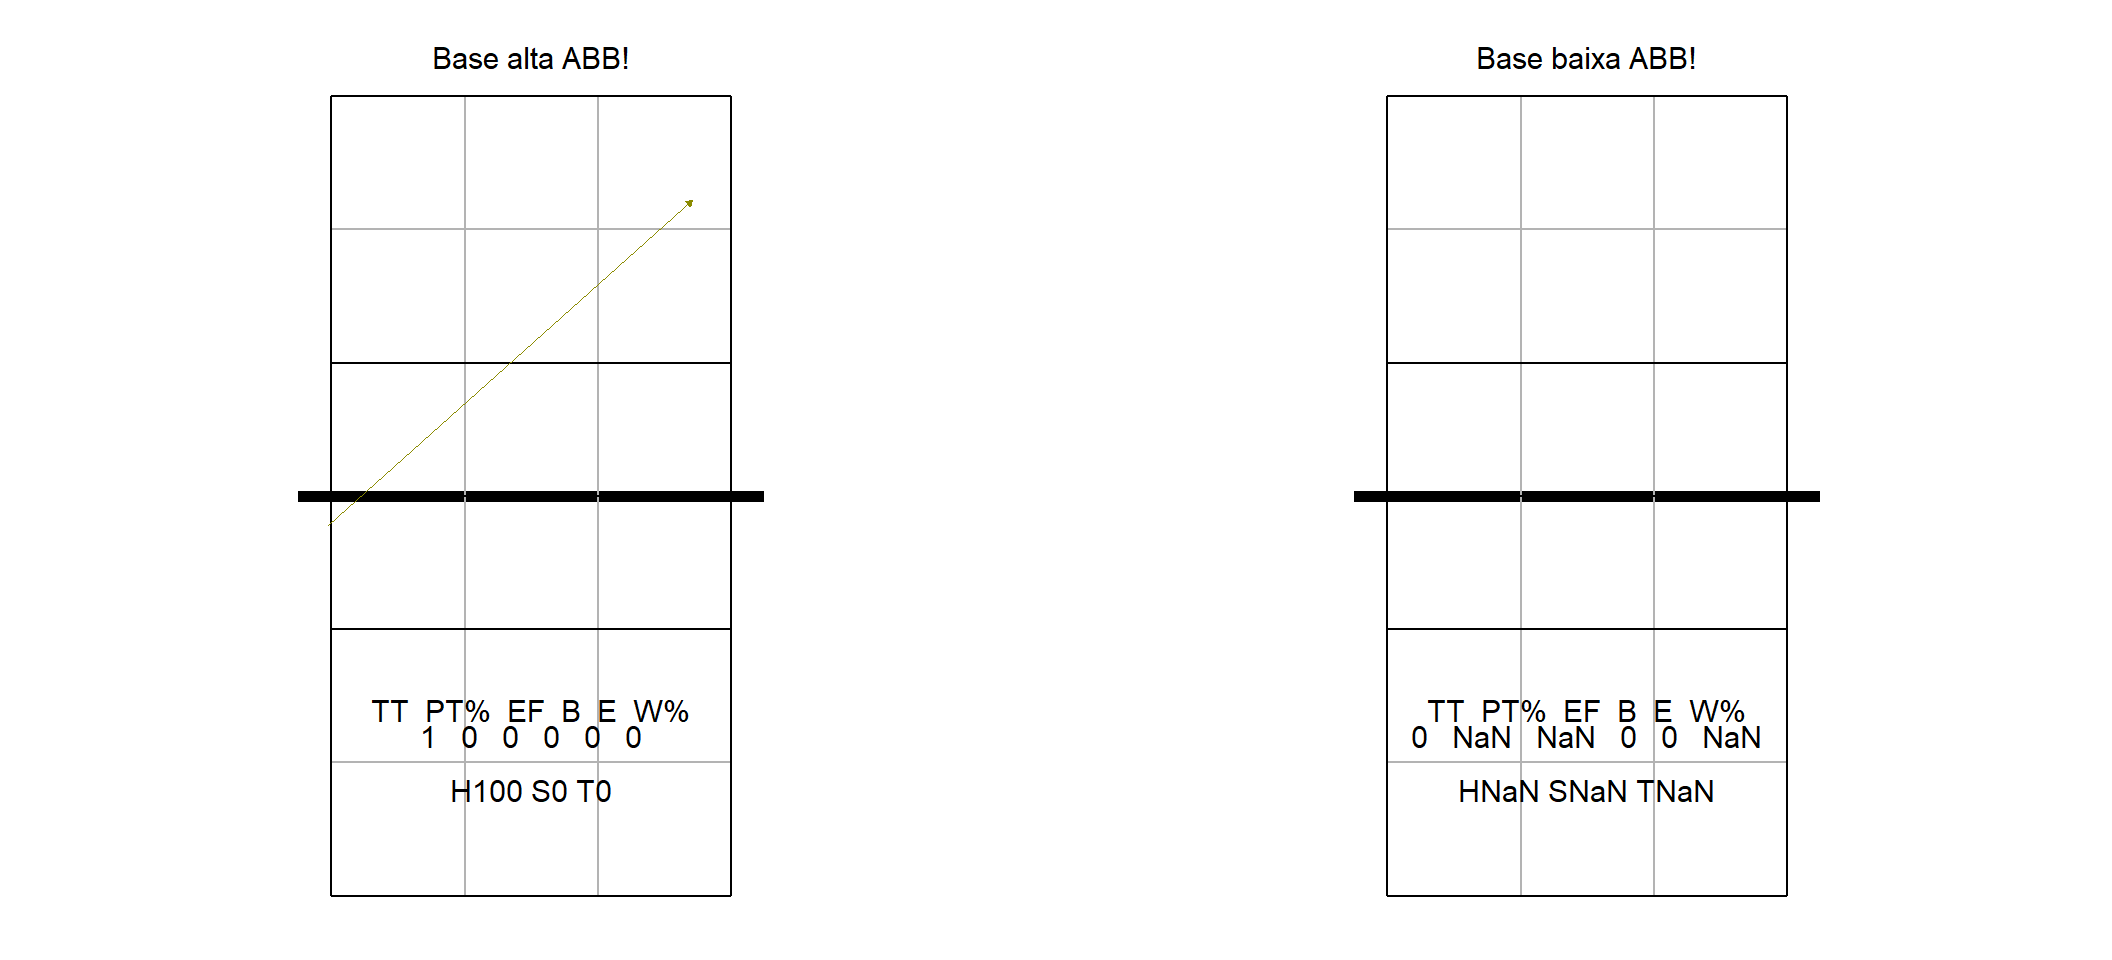 Base alta ABB!
TT PT% EF B E W%
1 0 0 0 0 0
H100 S0 T0
Base baixa ABB!
TT PT% EF B E W%
0 NaN NaN 0 0 NaN
HNaN SNaN TNaN